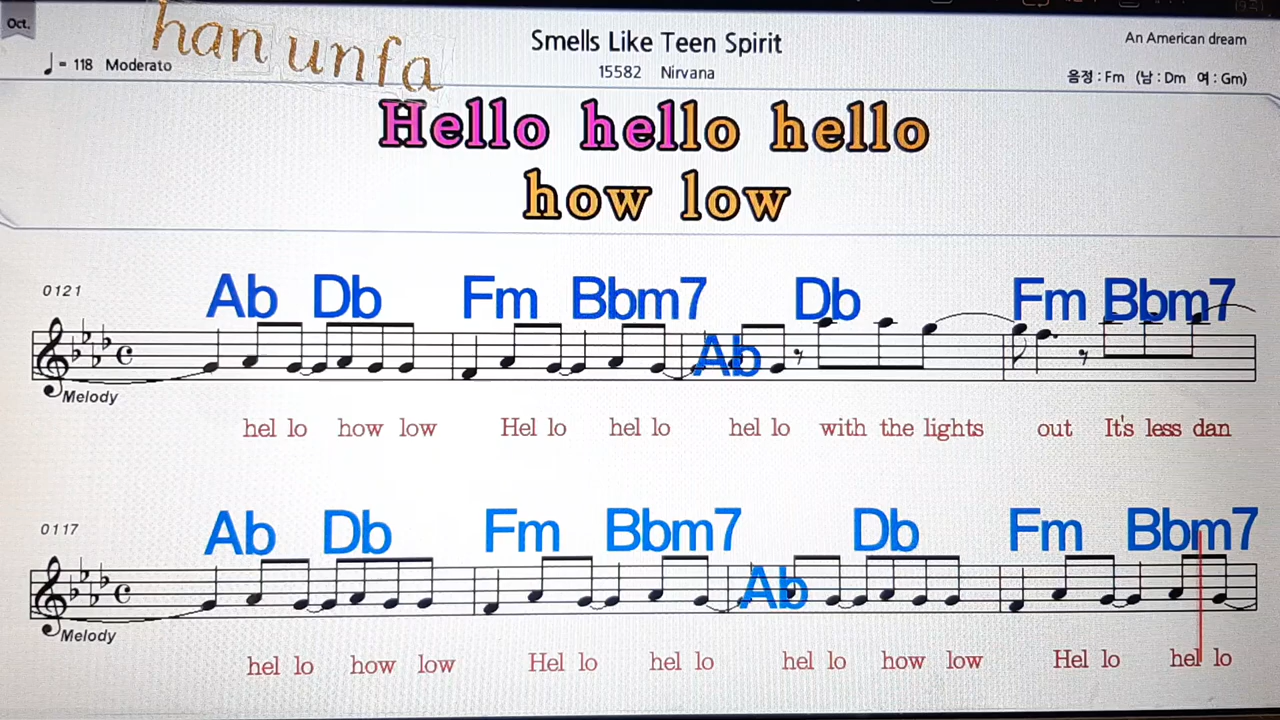 Oct.
han unfa
♩= 118 Moderato
Smells Like Teen Spirit
15582 Nirvana
An American dream
음정 : Fm (남 : Dm 여 : Gm)
Hello hello hello
how low
0121
Ab Db Fm Bbm7 Ab Db Fm Bbm7
Melody
hel lo how low Hel lo hel lo hel lo with the lights out It's less dan
0117
Ab Db Fm Bbm7 Ab Db Fm Bbm7
Melody
hel lo how low Hel lo hel lo hel lo how low Hel lo hel lo